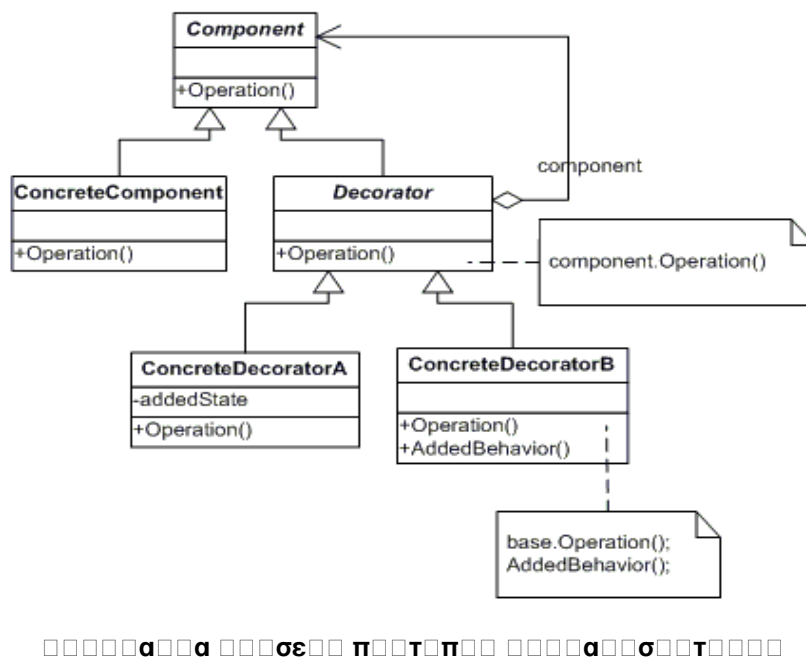 Component
+Operation()
component
ConcreteComponent
+Operation()
Decorator
+Operation()
component.Operation()
ConcreteDecoratorA
-addedState
+Operation()
ConcreteDecoratorB
+Operation()
+AddedBehavior()
base.Operation();
AddedBehavior();